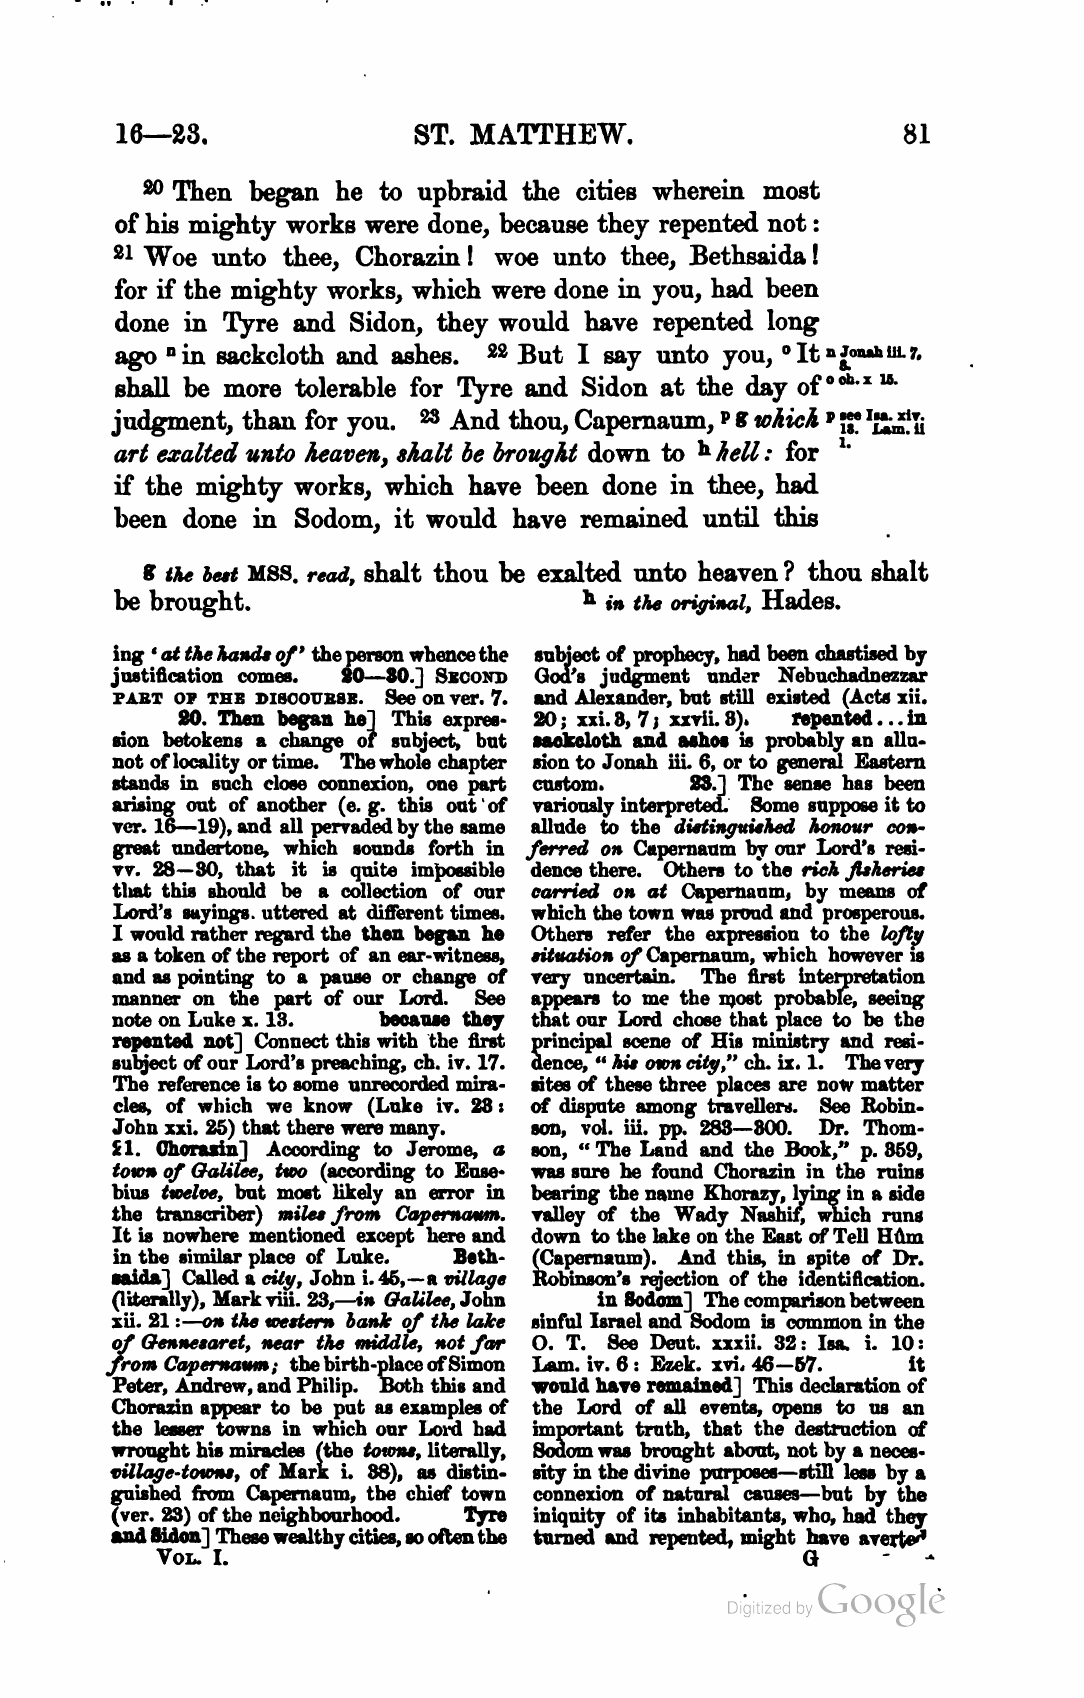 16—23. ST. MATTHEW. 81
20 Then began he to upbraid the cities wherein most
of his mighty works were done, because they repented not :
21 Woe unto thee, Chorazin ! woe unto thee, Bethsaida !
for if the mighty works, which were done in you, had been
done in Tyre and Sidon, they would have repented long
ago n in sackcloth and ashes. 22 But I say unto you, o It
shall be more tolerable for Tyre and Sidon at the day of
judgment, than for you. 23 And thou, Capernaum, p g which
art exalted unto heaven, shalt be brought down to h hell : for
if the mighty works, which have been done in thee, had
been done in Sodom, it would have remained until this
n Jonah iii. 7,
8.
o ch. x 15.
p see Isa. xiv.
13. Lam. ii
1.
g the best MSS. read, shalt thou be exalted unto heaven ? thou shalt
be brought. h in the original, Hades.
ing ‘at the hands of’ the person whence the
justification comes. 20—30.] SECOND
PART OF THE DISCOURSE. See on ver. 7.
20. Then began he] This expres-
sion betokens a change of subject, but
not of locality or time. The whole chapter
stands in such close connexion, one part
arising out of another (e. g. this out of
ver. 16—19), and all pervaded by the same
great undertone, which sounds forth in
vv. 28—30, that it is quite impossible
that this should be a collection of our
Lord's sayings. uttered at different times.
I would rather regard the then began he
as a token of the report of an ear-witness,
and as pointing to a pause or change of
manner on the part of our Lord. See
note on Luke x. 13. because they
repented not] Connect this with the first
subject of our Lord's preaching, ch. iv. 17.
The reference is to some unrecorded mira-
cles, of which we know (Luke iv. 23 :
John xxi. 25) that there were many.
21. Chorazin] According to Jerome, a
town of Galilee, two (according to Euse-
bius twelve, but most likely an error in
the transcriber) miles from Capernaum.
It is nowhere mentioned except here and
in the similar place of Luke. Beth-
saida] Called a city, John i. 45,—a village
(literally), Mark viii. 23,—in Galilee, John
xii. 21 :—on the western bank of the lake
of Gennesaret, near the middle, not far
from Capernaum; the birth-place of Simon
Peter, Andrew, and Philip. Both this and
Chorazin appear to be put as examples of
the lesser towns in which our Lord had
wrought his miracles (the towns, literally,
village-towns, of Mark i. 38), as distin-
guished from Capernaum, the chief town
(ver. 23) of the neighbourhood. Tyre
and Sidon] These wealthy cities, so often the
VOL. I.
subject of prophecy, had been chastised by
God's judgment under Nebuchadnezzar
and Alexander, but still existed (Acts xii.
20; xxi. 3, 7; xxvii. 3). repented...in
sackcloth and ashes is probably an allu-
sion to Jonah iii. 6, or to general Eastern
custom. 23.] The sense has been
variously interpreted. Some suppose it to
allude to the distinguished honour con-
ferred on Capernaum by our Lord's resi-
dence there. Others to the rich fisheries
carried on at Capernaum, by means of
which the town was proud and prosperous.
Others refer the expression to the lofty
situation of Capernaum, which however is
very uncertain. The first interpretation
appears to me the most probable, seeing
that our Lord chose that place to be the
principal scene of His ministry and resi-
dence, “his own city,” ch. ix. 1. The very
sites of these three places are now matter
of dispute among travellers. See Robin-
son, vol. iii. pp. 283—300. Dr. Thom-
son, “The Land and the Book,” p. 359,
was sure he found Chorazin in the ruins
bearing the name Khorazy, lying in a side
valley of the Wady Nashif, which runs
down to the lake on the East of Tell Hûm
(Capernaum). And this, in spite of Dr.
Robinson's rejection of the identification.
in Sodom] The comparison between
sinful Israel and Sodom is common in the
O. T. See Deut. xxxii. 32 : Isa. i. 10 :
Lam. iv. 6 : Ezek. xvi. 46—57. it
would have remained] This declaration of
the Lord of all events, opens to us an
important truth, that the destruction of
Sodom was brought about, not by a neces-
sity in the divine purposes—still less by a
connexion of natural causes—but by the
iniquity of its inhabitants, who, had they
turned and repented, might have averted
G
Digitized by Google